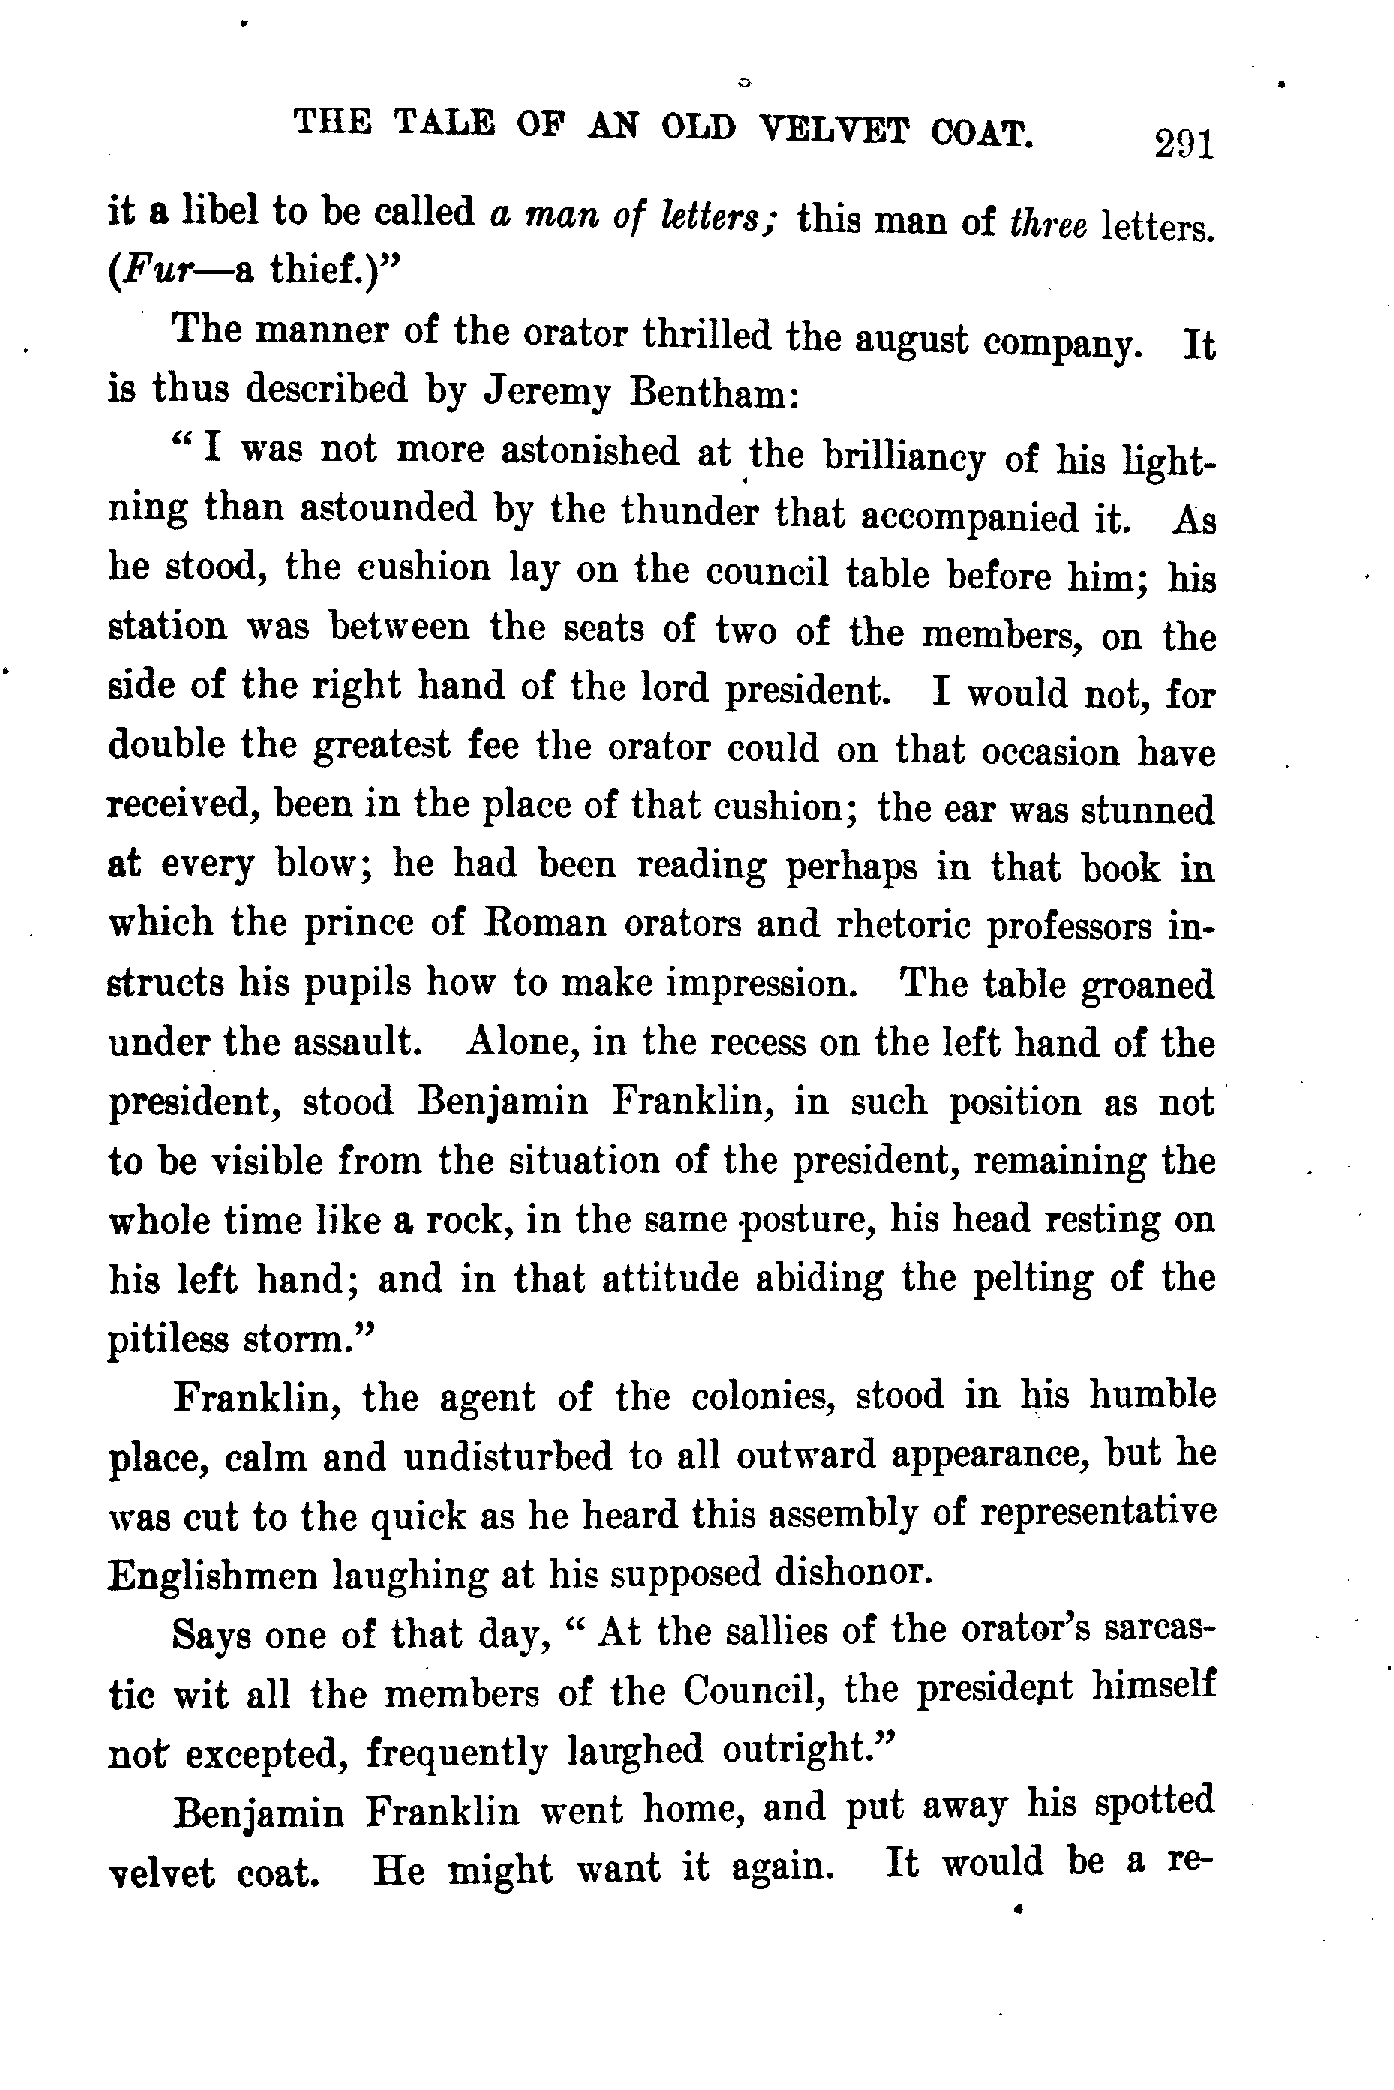 THE TALE OF AN OLD VELVET COAT. 291
it a libel to be called a man of letters; this man of three letters.
(Fur—a thief.)”
The manner of the orator thrilled the august company. It
is thus described by Jeremy Bentham:
“I was not more astonished at the brilliancy of his light-
ning than astounded by the thunder that accompanied it. As
he stood, the cushion lay on the council table before him; his
station was between the seats of two of the members, on the
side of the right hand of the lord president. I would not, for
double the greatest fee the orator could on that occasion have
received, been in the place of that cushion; the ear was stunned
at every blow; he had been reading perhaps in that book in
which the prince of Roman orators and rhetoric professors in-
structs his pupils how to make impression. The table groaned
under the assault. Alone, in the recess on the left hand of the
president, stood Benjamin Franklin, in such position as not
to be visible from the situation of the president, remaining the
whole time like a rock, in the same posture, his head resting on
his left hand; and in that attitude abiding the pelting of the
pitiless storm.”
Franklin, the agent of the colonies, stood in his humble
place, calm and undisturbed to all outward appearance, but he
was cut to the quick as he heard this assembly of representative
Englishmen laughing at his supposed dishonor.
Says one of that day, “At the sallies of the orator’s sarcas-
tic wit all the members of the Council, the president himself
not excepted, frequently laughed outright.”
Benjamin Franklin went home, and put away his spotted
velvet coat. He might want it again. It would be a re-